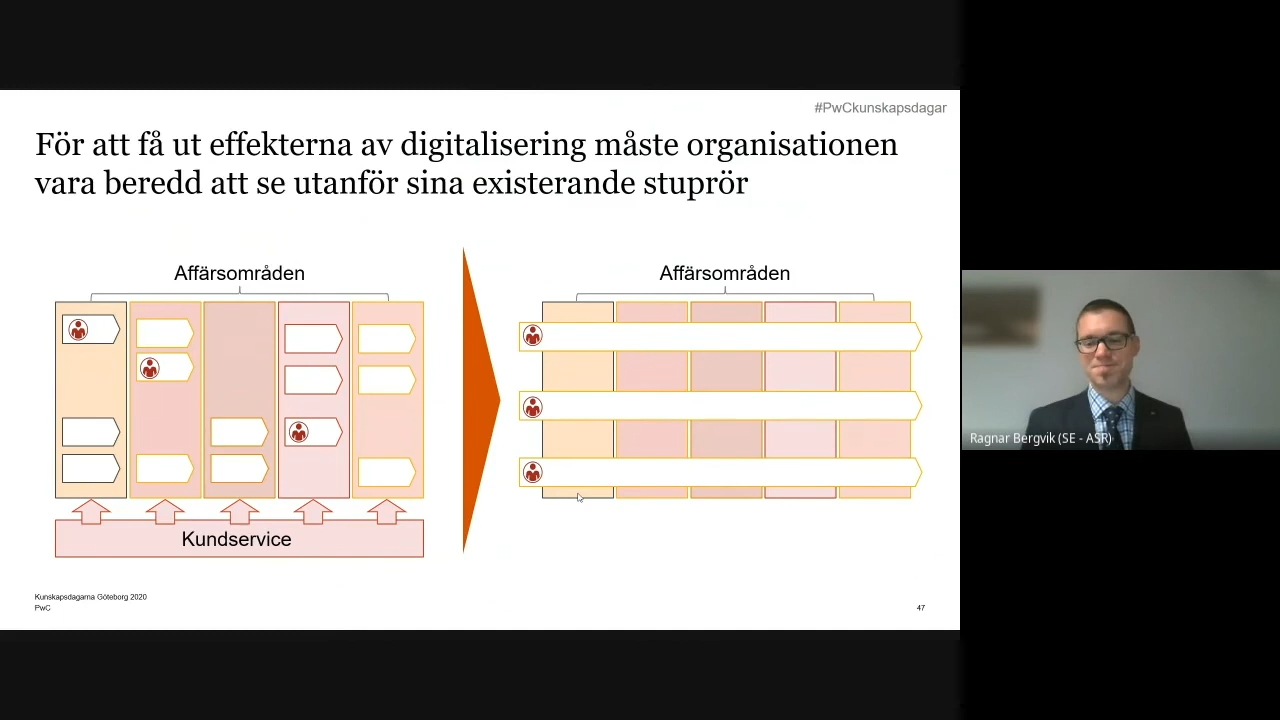 #PwCkunskapsdagar
För att få ut effekterna av digitalisering måste organisationen
vara beredd att se utanför sina existerande stuprör
Affärsområden
Affärsområden
Kundservice
Kunskapsdagarna Göteborg 2020
PwC
47
Ragnar Bergvik (SE - ASR)